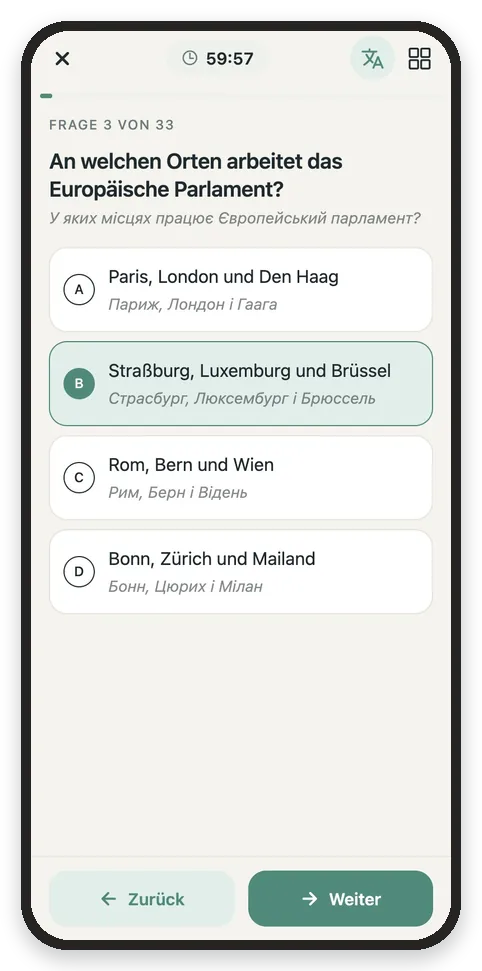 59:57
FRAGE 3 VON 33
An welchen Orten arbeitet das
Europäische Parlament?
У яких місцях працює Європейський парламент?
A
Paris, London und Den Haag
Париж, Лондон і Гаага
B
Straßburg, Luxemburg und Brüssel
Страсбург, Люксембург і Брюссель
C
Rom, Bern und Wien
Рим, Берн і Відень
D
Bonn, Zürich und Mailand
Бонн, Цюрих і Мілан
Zurück
Weiter